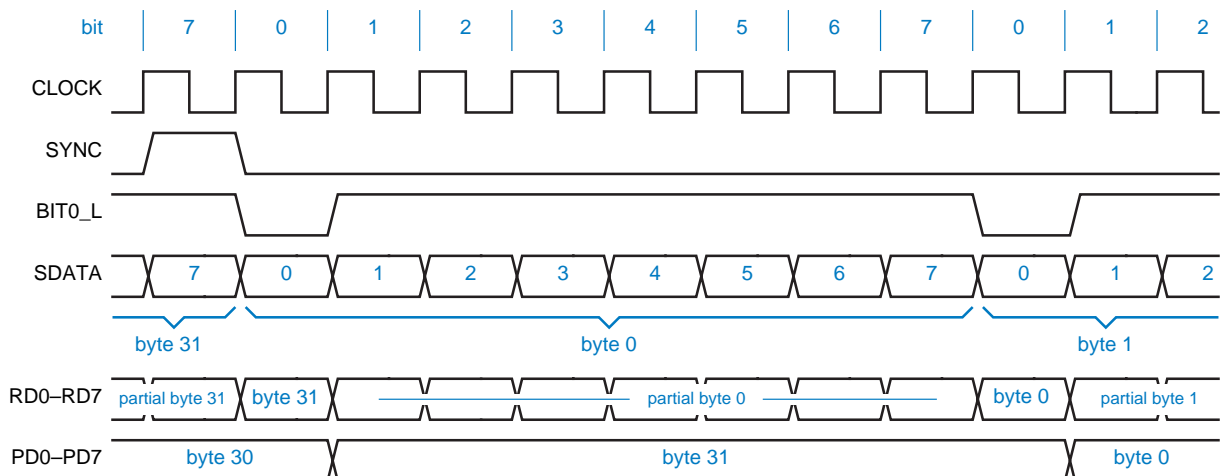 bit 7 0 1 2 3 4 5 6 7 0 1 2
CLOCK
SYNC
BIT0_L
SDATA 7 0 1 2 3 4 5 6 7 0 1 2
byte 31 byte 0 byte 1
RD0–RD7 partial byte 31 byte 31 partial byte 0 byte 0 partial byte 1
PD0–PD7 byte 30 byte 31 byte 0